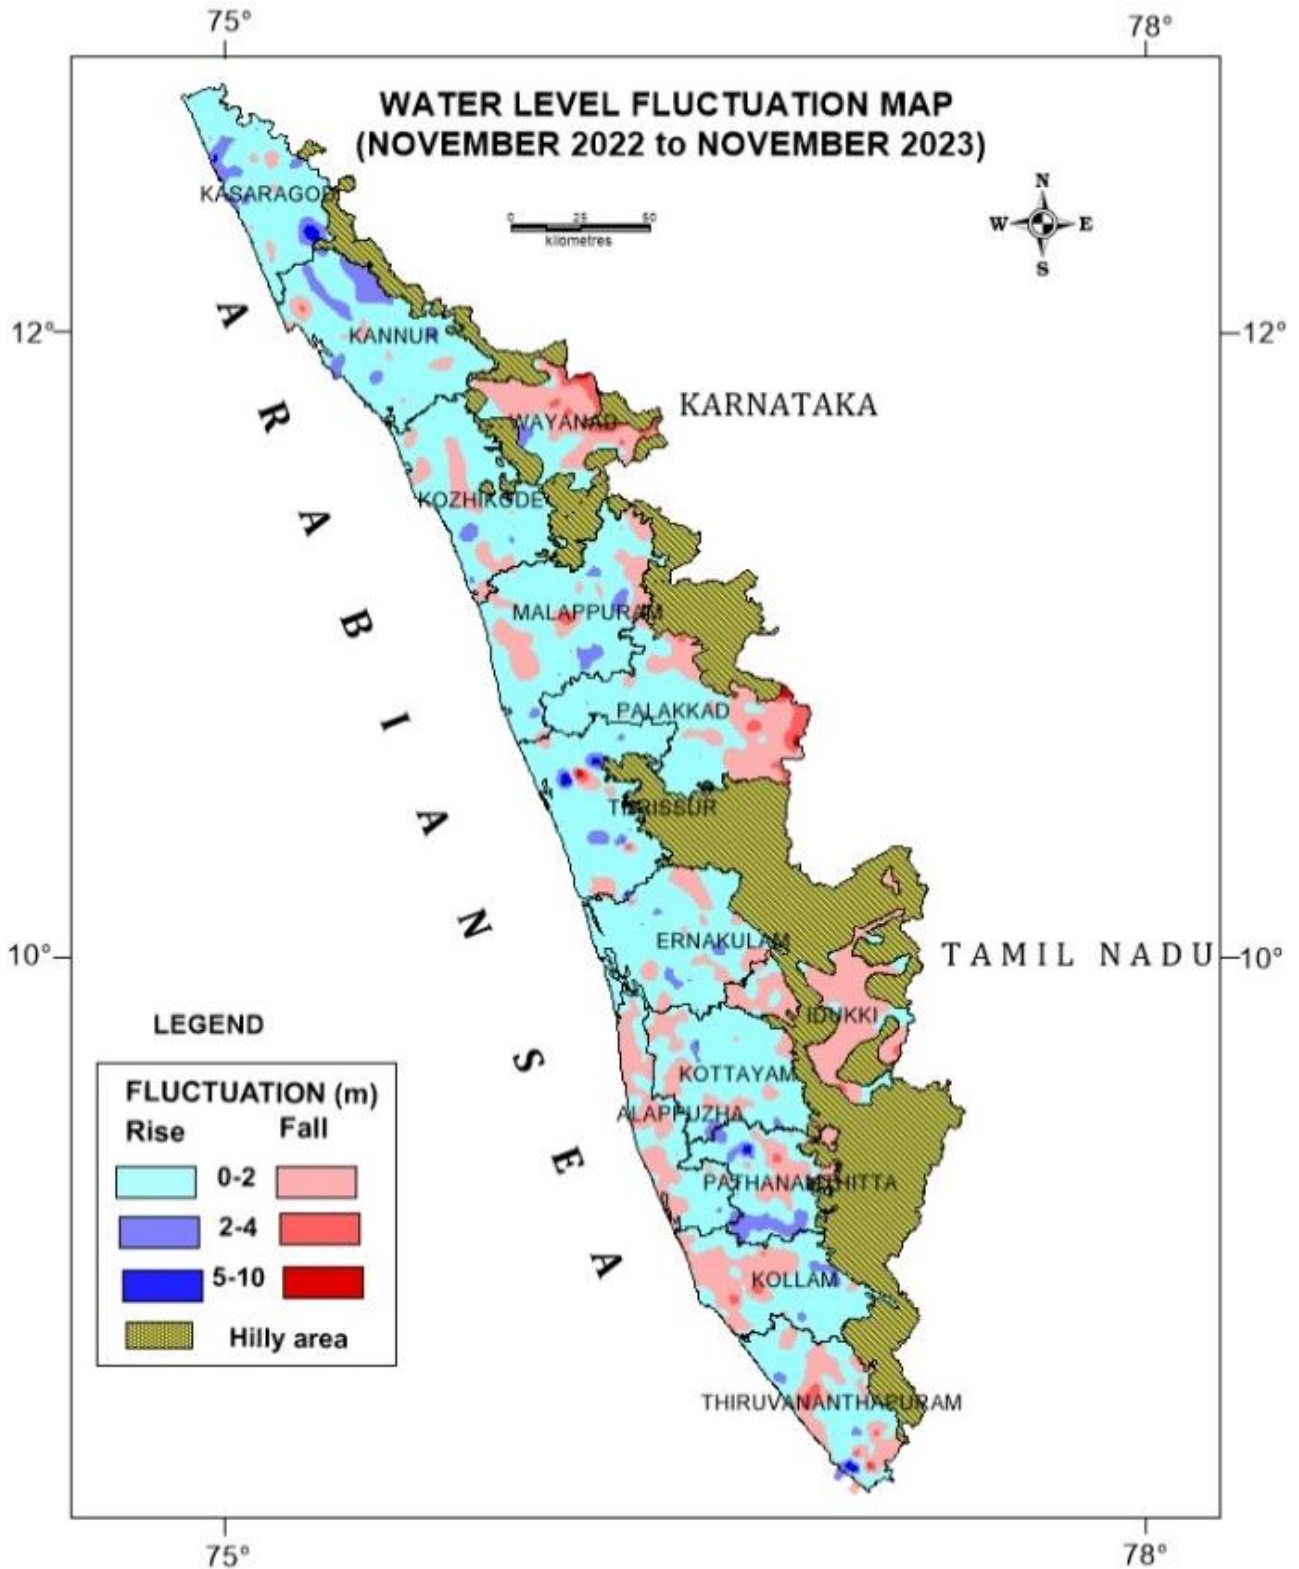 75° 78°
WATER LEVEL FLUCTUATION MAP
(NOVEMBER 2022 to NOVEMBER 2023)
N
W E
S
0 25 50
kilometres
KASARAGOD
12° 12°
KANNUR
KARNATAKA
WAYANAD
KOZHIKODE
MALAPPURAM
PALAKKAD
THRISSUR
ARABIAN SEA
ERNAKULAM
10° TAMIL NADU 10°
IDUKKI
KOTTAYAM
ALAPPUZHA
PATHANAMTHITTA
KOLLAM
THIRUVANANTHAPURAM
LEGEND
FLUCTUATION (m)
Rise Fall
0-2
2-4
5-10
Hilly area
75° 78°